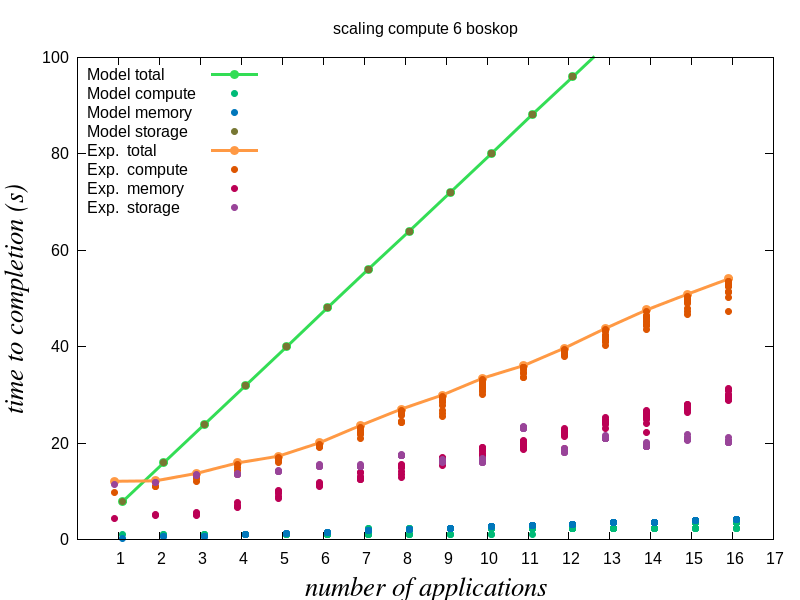 scaling compute 6 boskop
100
80
60
40
20
0
Model total
Model compute
Model memory
Model storage
Exp. total
Exp. compute
Exp. memory
Exp. storage
time to completion (s)
1 2 3 4 5 6 7 8 9 10 11 12 13 14 15 16 17
number of applications